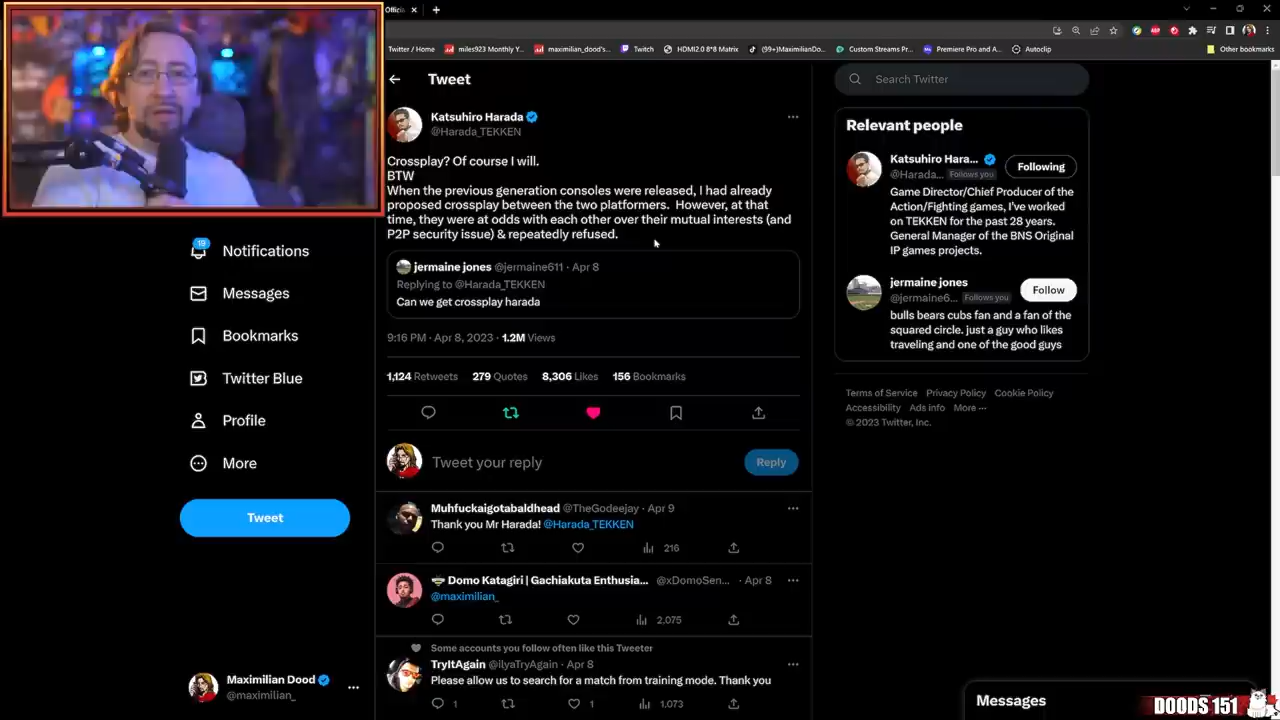 Twitter / Home
miles923 Monthly Y...
maximilian_dood's...
Twitch
HDMI2.0 8*8 Matrix
(99+)MaximilianDo...
Custom Streams Pr...
Premiere Pro and A...
Autoclip
Other bookmarks
Tweet
Search Twitter
Katsuhiro Harada
@Harada_TEKKEN
Crossplay? Of course I will.
BTW
When the previous generation consoles were released, I had already
proposed crossplay between the two platformers. However, at that
time, they were at odds with each other over their mutual interests (and
P2P security issue) & repeatedly refused.
jermaine jones @jermaine611 · Apr 8
Replying to @Harada_TEKKEN
Can we get crossplay harada
9:16 PM · Apr 8, 2023 · 1.2M Views
1,124 Retweets 279 Quotes 8,306 Likes 156 Bookmarks
Tweet your reply
Reply
Muhfuckaigotabaldhead @TheGodeejay · Apr 9
Thank you Mr Harada! @Harada_TEKKEN
216
Domo Katagiri | Gachiakuta Enthusia... @xDomoSen... · Apr 8
@maximilian_
2,075
Some accounts you follow often like this Tweeter
TryItAgain @ilyaTryAgain · Apr 8
Please allow us to search for a match from training mode. Thank you
1 1 1,073
19
Notifications
Messages
Bookmarks
Twitter Blue
Profile
More
Tweet
Maximilian Dood
@maximilian_
Relevant people
Katsuhiro Hara...
@Harada... Follows you
Following
Game Director/Chief Producer of the
Action/Fighting games, I've worked
on TEKKEN for the past 28 years.
General Manager of the BNS Original
IP games projects.
jermaine jones
@jermaine6... Follows you
Follow
bulls bears cubs fan and a fan of the
squared circle. just a guy who likes
traveling and one of the good guys
Terms of Service Privacy Policy Cookie Policy
Accessibility Ads info More ...
© 2023 Twitter, Inc.
Messages
DOODS 151